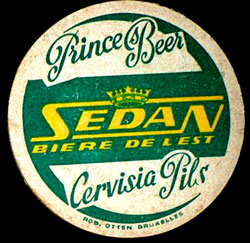 Prince Beer
SEDAN
BIERE DE L'EST
Cervisia Pils
ROB. OTTEN BRUXELLES